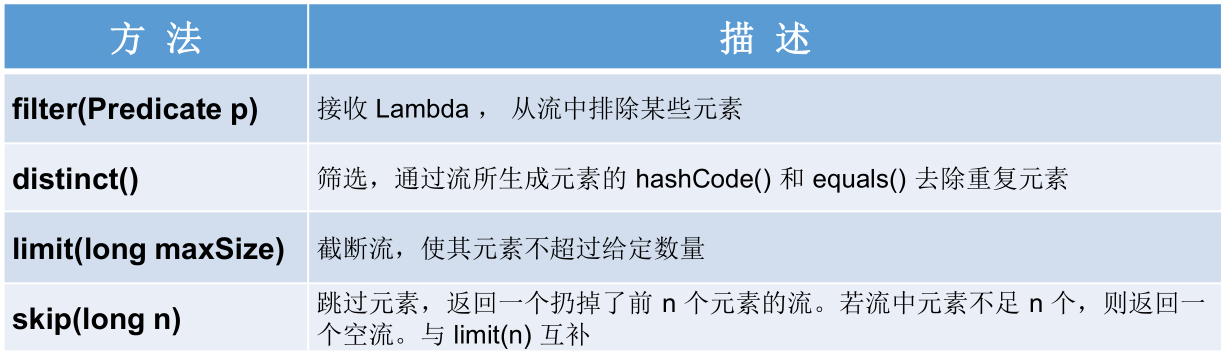 方 法
描 述
filter(Predicate p)
接收 Lambda ， 从流中排除某些元素
distinct()
筛选，通过流所生成元素的 hashCode() 和 equals() 去除重复元素
limit(long maxSize)
截断流，使其元素不超过给定数量
skip(long n)
跳过元素，返回一个扔掉了前 n 个元素的流。若流中元素不足 n 个，则返回一
个空流。与 limit(n) 互补